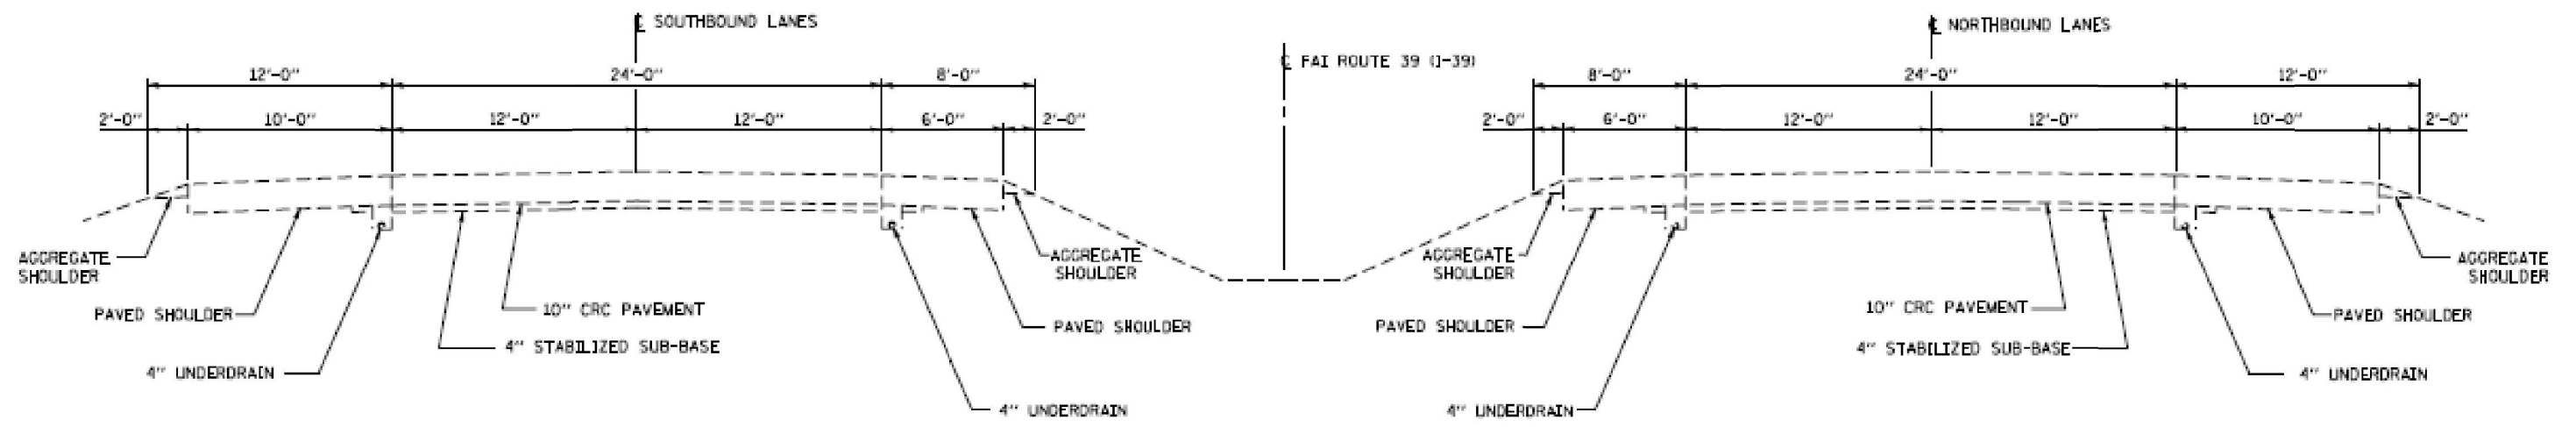 ℄ SOUTHBOUND LANES
℄ NORTHBOUND LANES
℄ FAI ROUTE 39 (I-39)
12'-0" 24'-0" 8'-0" 8'-0" 24'-0" 12'-0"
2'-0" 10'-0" 12'-0" 12'-0" 6'-0" 2'-0" 2'-0" 6'-0" 12'-0" 12'-0" 10'-0" 2'-0"
AGGREGATE
SHOULDER
PAVED SHOULDER
4" UNDERDRAIN
10" CRC PAVEMENT
4" STABILIZED SUB-BASE
AGGREGATE
SHOULDER
PAVED SHOULDER
4" UNDERDRAIN
AGGREGATE
SHOULDER
PAVED SHOULDER
4" UNDERDRAIN
10" CRC PAVEMENT
4" STABILIZED SUB-BASE
AGGREGATE
SHOULDER
PAVED SHOULDER
4" UNDERDRAIN